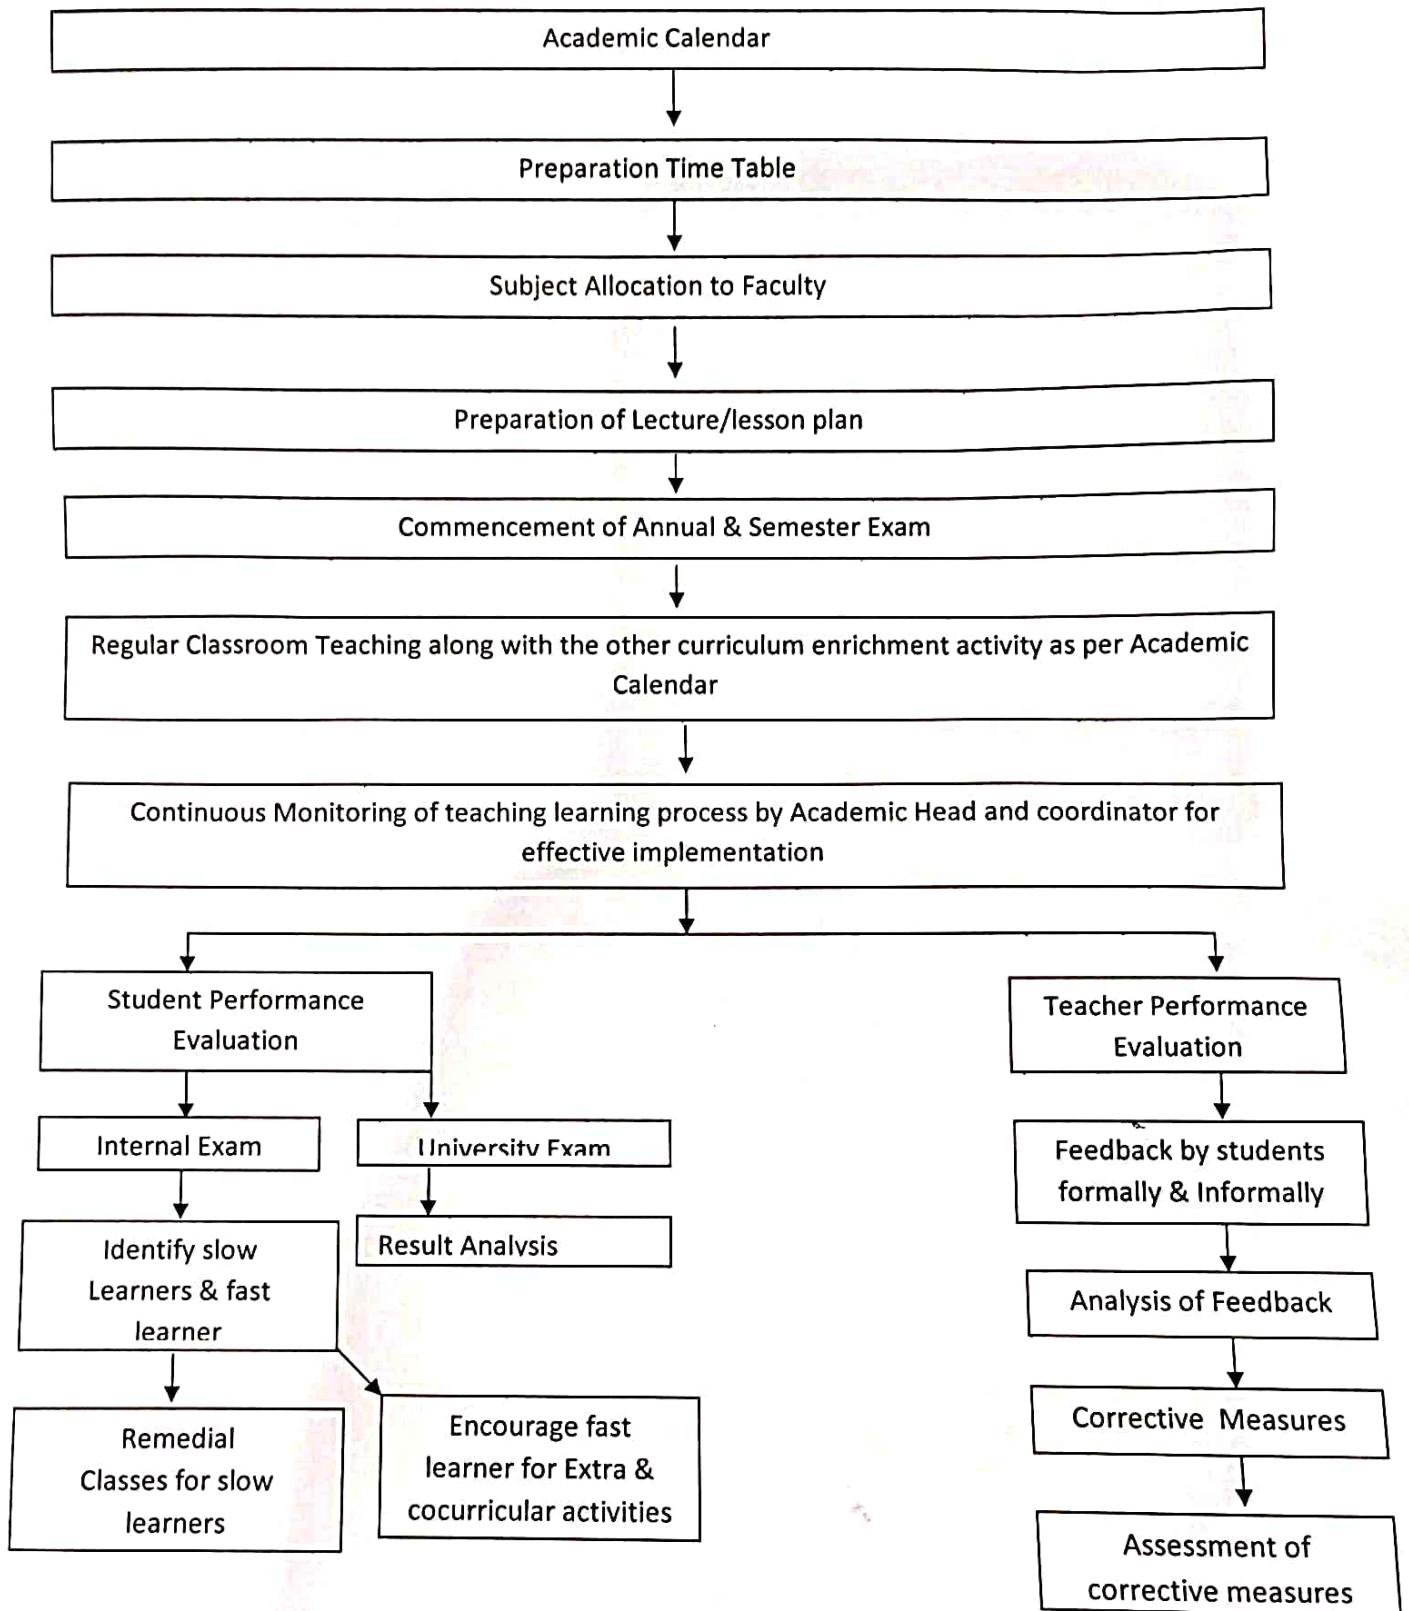 Academic Calendar
Preparation Time Table
Subject Allocation to Faculty
Preparation of Lecture/lesson plan
Commencement of Annual & Semester Exam
Regular Classroom Teaching along with the other curriculum enrichment activity as per Academic
Calendar
Continuous Monitoring of teaching learning process by Academic Head and coordinator for
effective implementation
Student Performance
Evaluation
Teacher Performance
Evaluation
Internal Exam
University Exam
Feedback by students
formally & Informally
Identify slow
Learners & fast
learner
Result Analysis
Analysis of Feedback
Remedial
Classes for slow
learners
Encourage fast
learner for Extra &
cocurricular activities
Corrective Measures
Assessment of
corrective measures